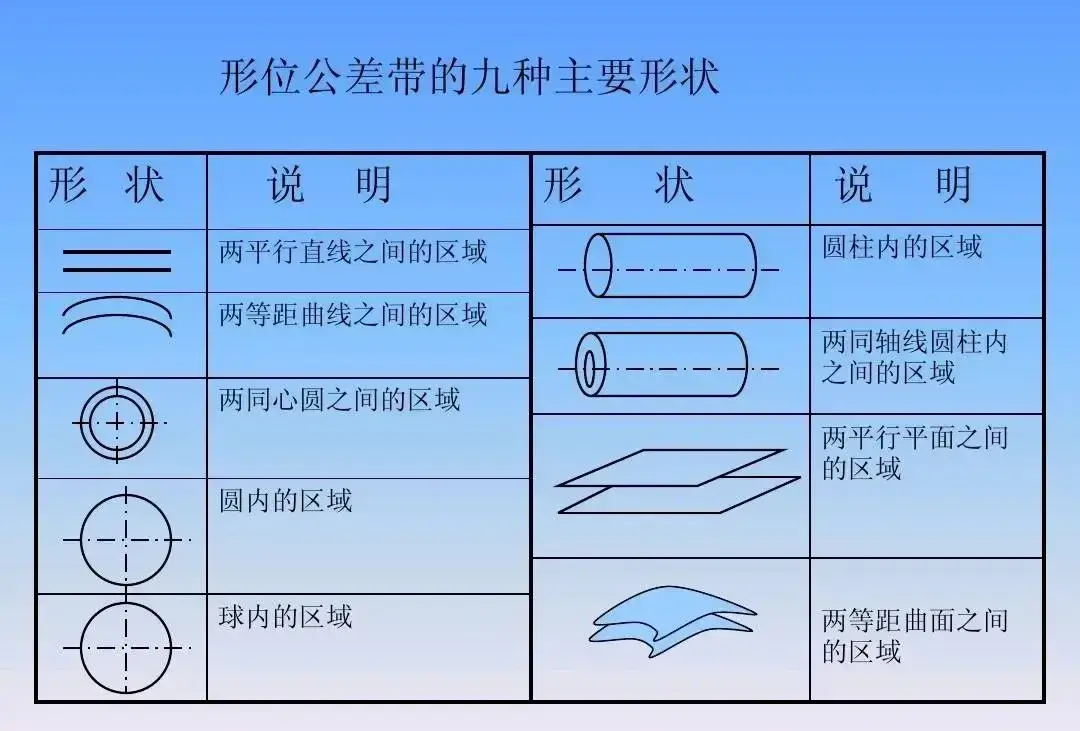 形位公差带的九种主要形状
形 状
说 明
形 状
说 明
两平行直线之间的区域
两等距曲线之间的区域
两同心圆之间的区域
圆内的区域
球内的区域
圆柱内的区域
两同轴线圆柱内
之间的区域
两平行平面之间
的区域
两等距曲面之间
的区域